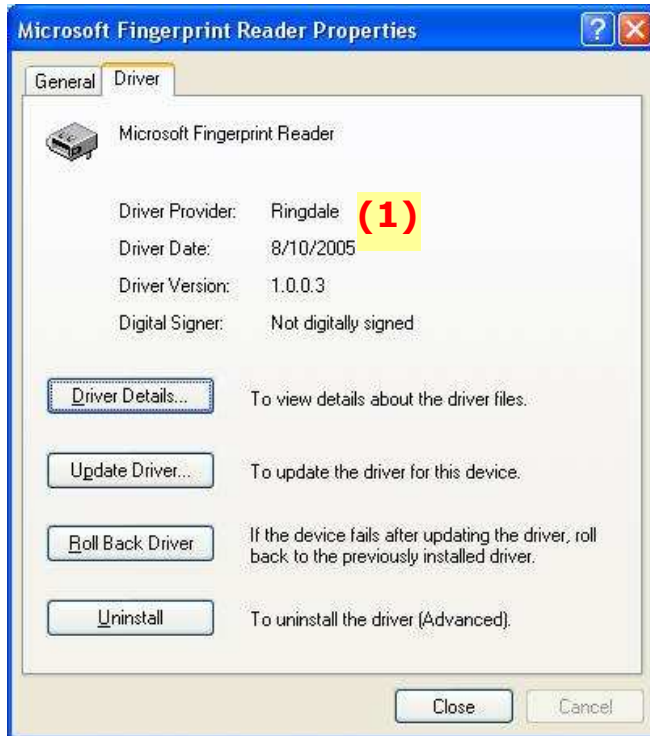 Microsoft Fingerprint Reader Properties
General Driver
Microsoft Fingerprint Reader
Driver Provider: Ringdale (1)
Driver Date: 8/10/2005
Driver Version: 1.0.0.3
Digital Signer: Not digitally signed
Driver Details... To view details about the driver files.
Update Driver... To update the driver for this device.
Roll Back Driver If the device fails after updating the driver, roll
back to the previously installed driver.
Uninstall To uninstall the driver (Advanced).
Close Cancel